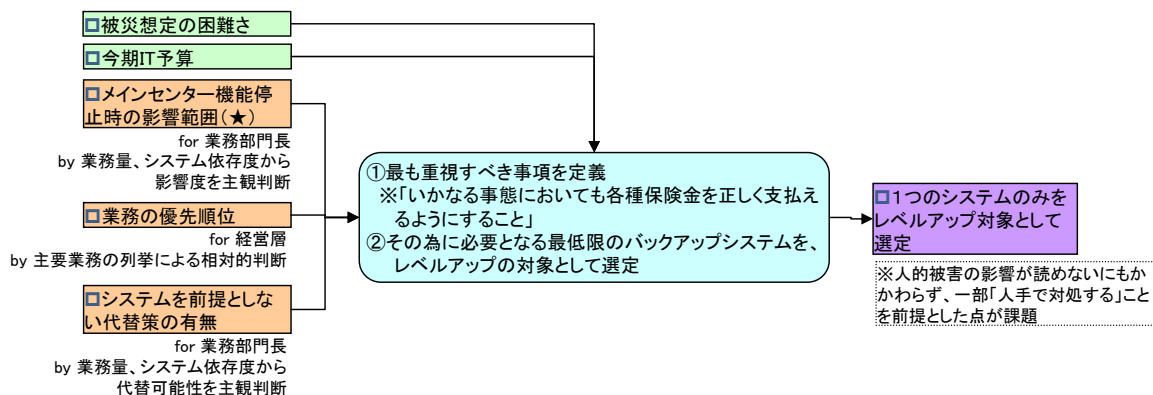 □被災想定の困難さ
□今期IT予算
□メインセンター機能停
止時の影響範囲(★)
for 業務部門長
by 業務量、システム依存度から
影響度を主観判断
□業務の優先順位
for 経営層
by 主要業務の列挙による相対的判断
□システムを前提としな
い代替策の有無
for 業務部門長
by 業務量、システム依存度から
代替可能性を主観判断
①最も重視すべき事項を定義
※「いかなる事態においても各種保険金を正しく支払え
るようにすること」
②その為に必要となる最低限のバックアップシステムを、
レベルアップの対象として選定
□1つのシステムのみを
レベルアップ対象として
選定
※人的被害の影響が読めないにもか
かわらず、一部「人手で対処する」こと
を前提とした点が課題